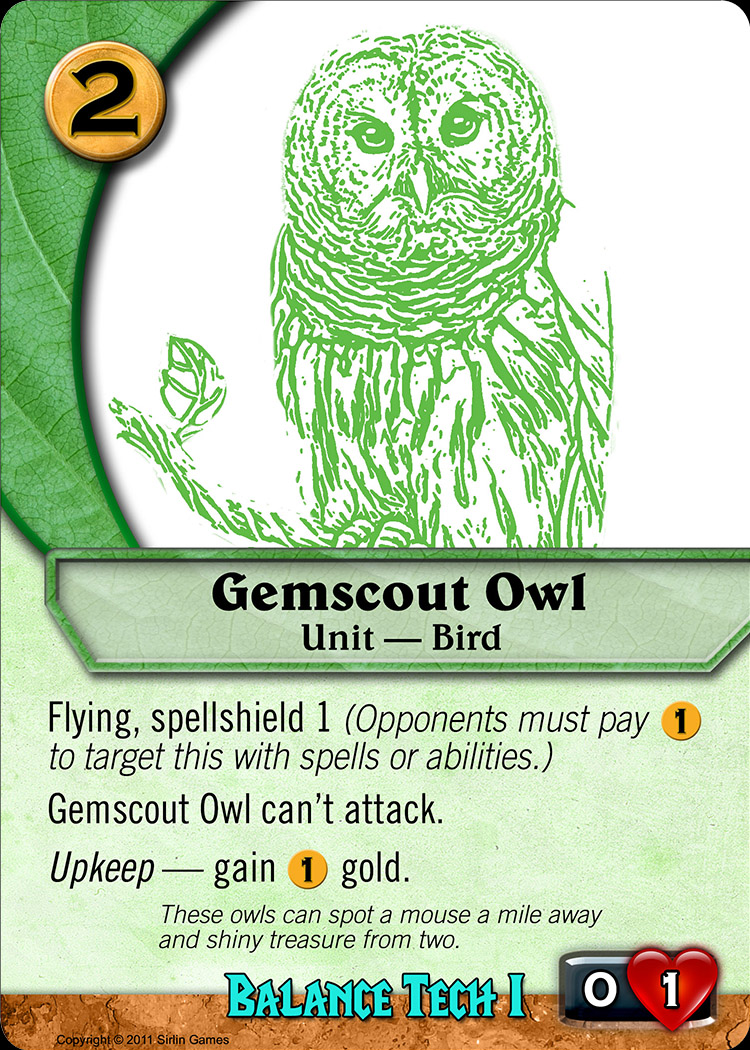 2
Gemscout Owl
Unit — Bird
Flying, spellshield 1 (Opponents must pay 1
to target this with spells or abilities.)
Gemscout Owl can't attack.
Upkeep — gain 1 gold.
These owls can spot a mouse a mile away
and shiny treasure from two.
Balance Tech I
0 1
Copyright © 2011 Sirlin Games